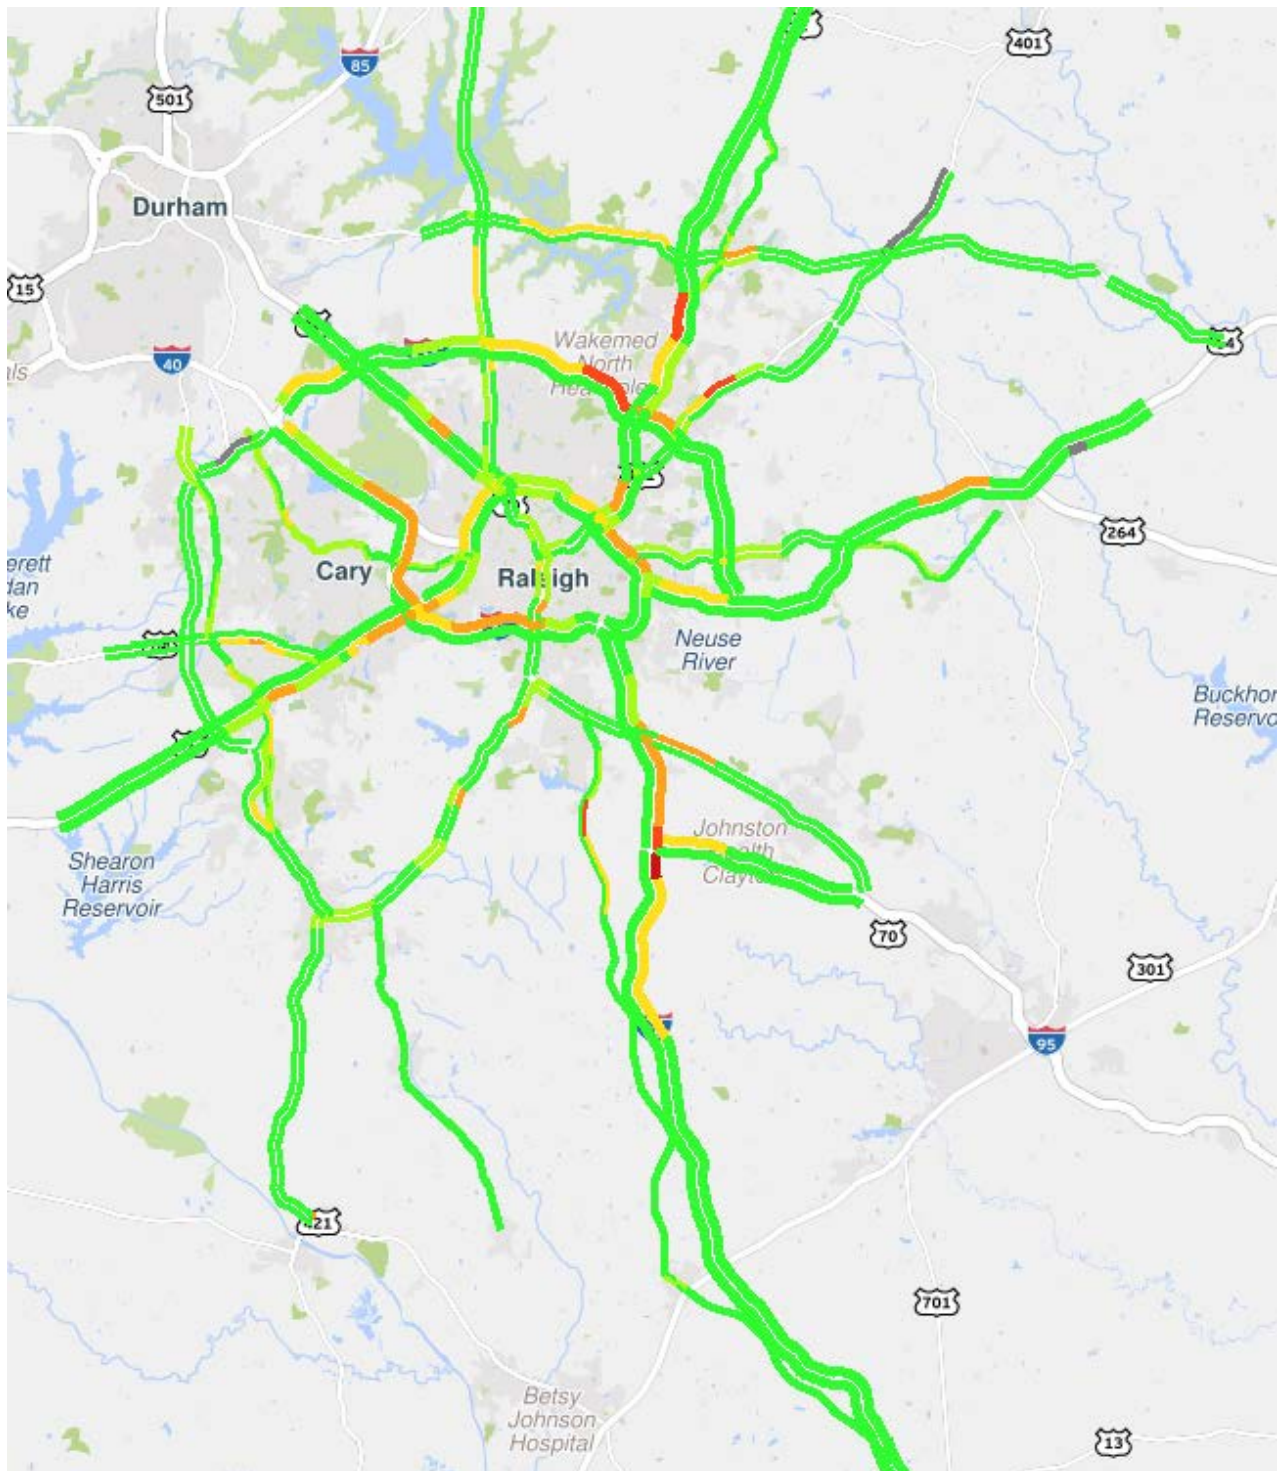 401
85
501
Durham
15
40
als
Wakemed
North
264
Cary
Raleigh
Neuse
River
Buckhor
Reservo
Johnston
Shearon
Harris
Reservoir
70
301
95
421
701
Betsy
Johnson
Hospital
13